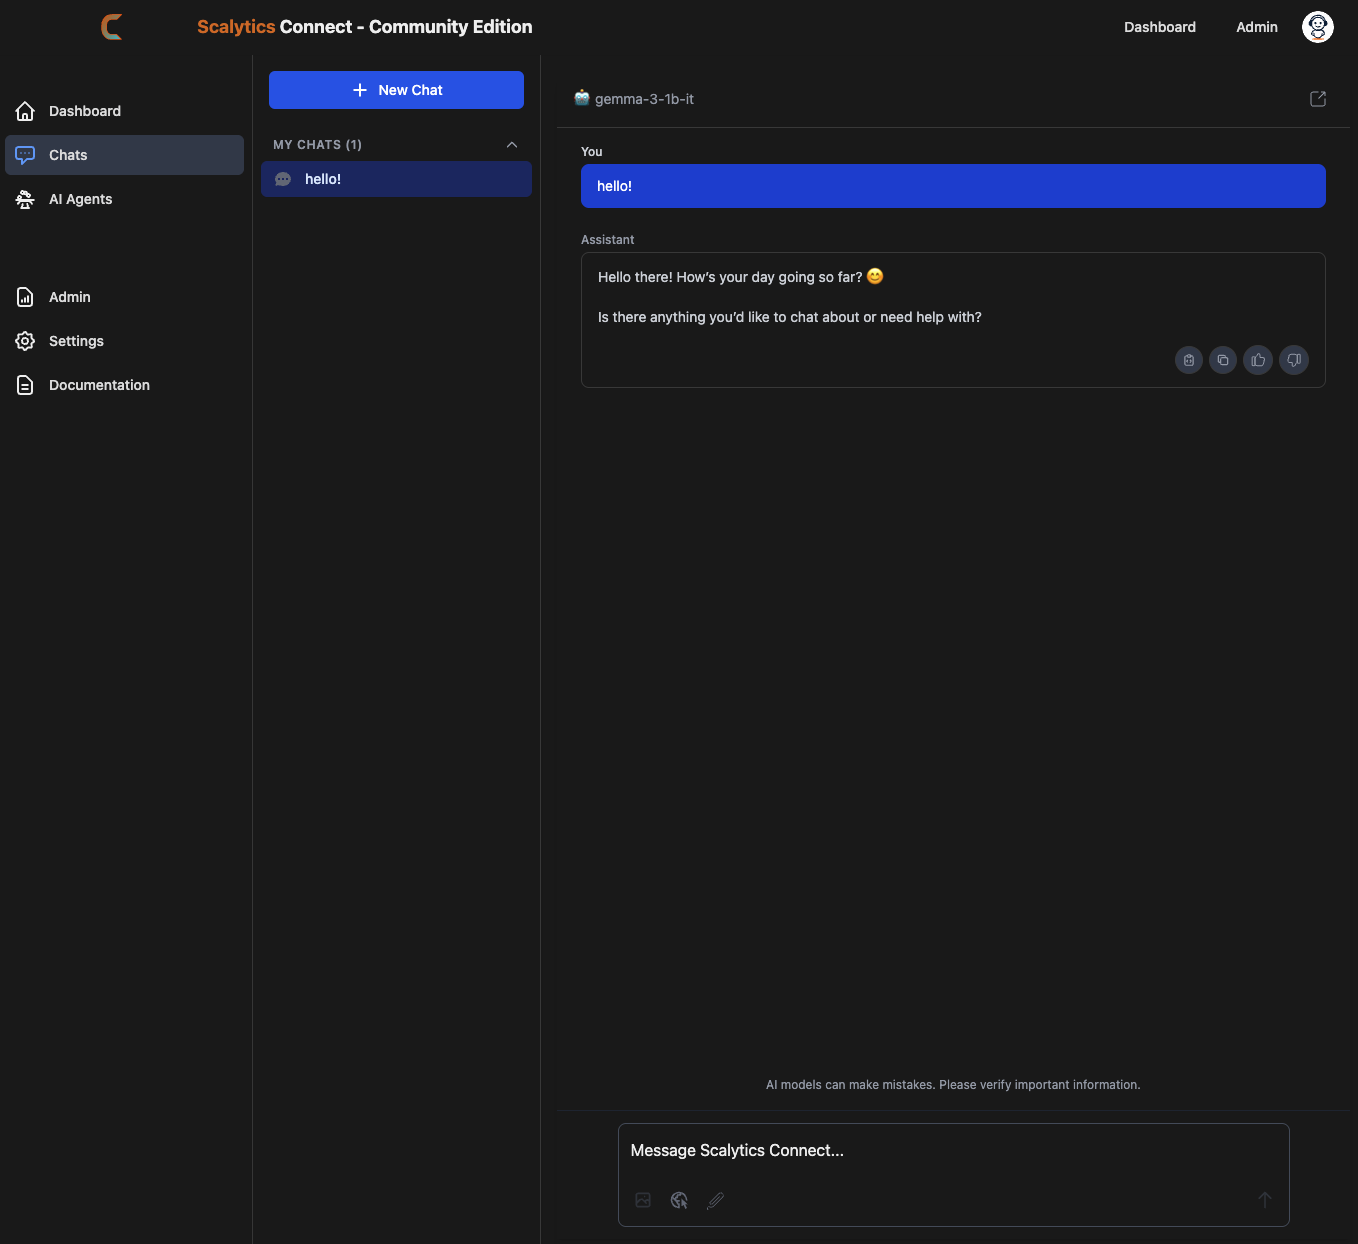 Scalytics Connect - Community Edition
Dashboard
Admin
Dashboard
Chats
AI Agents
Admin
Settings
Documentation
New Chat
MY CHATS (1)
hello!
gemma-3-1b-it
You
hello!
Assistant
Hello there! How’s your day going so far? 😊
Is there anything you’d like to chat about or need help with?
AI models can make mistakes. Please verify important information.
Message Scalytics Connect...